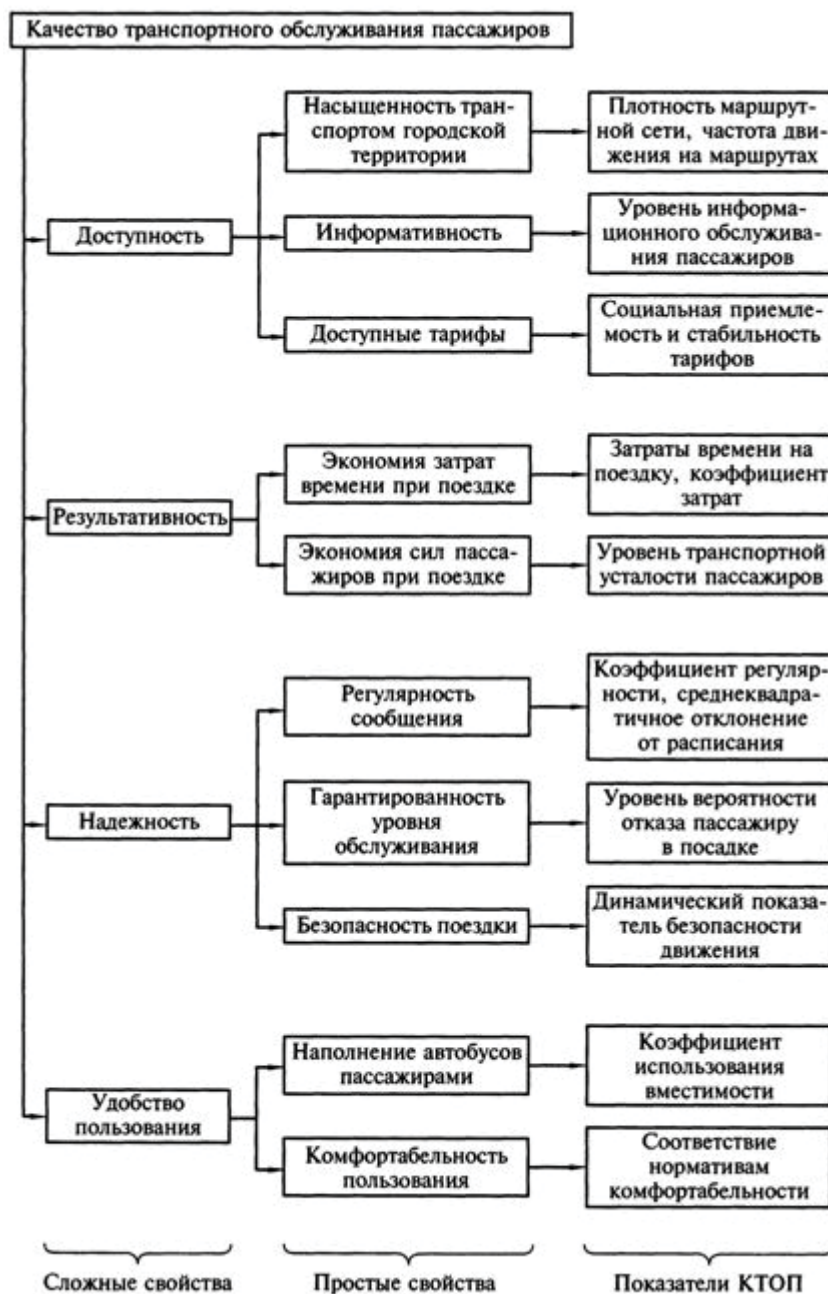 Качество транспортного обслуживания пассажиров
Насыщенность тран-
спортом городской
территории
Плотность маршрут-
ной сети, частота дви-
жения на маршрутах
Доступность
Информативность
Уровень информа-
ционного обслужива-
ния пассажиров
Доступные тарифы
Социальная приемле-
мость и стабильность
тарифов
Результативность
Экономия затрат
времени при поездке
Затраты времени на
поездку, коэффициент
затрат
Экономия сил пасса-
жиров при поездке
Уровень транспортной
усталости пассажиров
Надежность
Регулярность
сообщения
Коэффициент регуляр-
ности, среднеквадра-
тичное отклонение
от расписания
Гарантированность
уровня
обслуживания
Уровень вероятности
отказа пассажиру
в посадке
Безопасность поездки
Динамический показа-
тель безопасности
движения
Удобство
пользования
Наполнение автобусов
пассажирами
Коэффициент
использования
вместимости
Комфортабельность
пользования
Соответствие
нормативам
комфортабельности
Сложные свойства
Простые свойства
Показатели КТОП